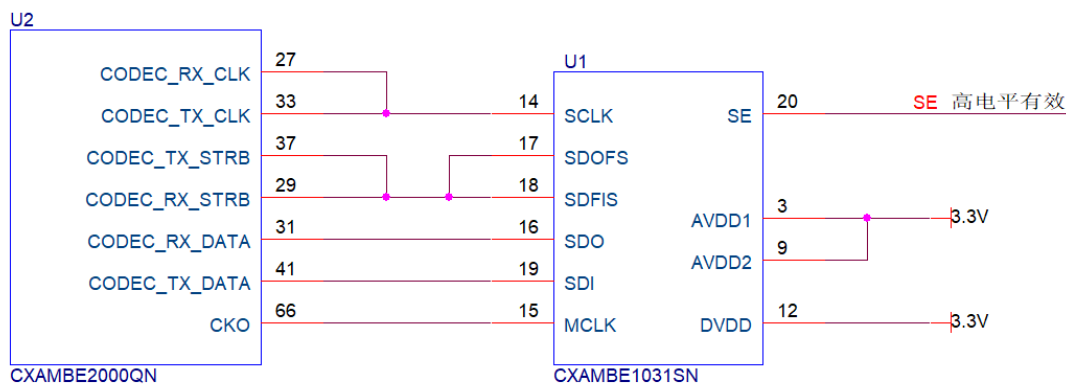 U2
CODEC_RX_CLK 27
CODEC_TX_CLK 33
CODEC_TX_STRB 37
CODEC_RX_STRB 29
CODEC_RX_DATA 31
CODEC_TX_DATA 41
CKO 66
CXAMBE2000QN
U1
14 SCLK
17 SDOFS
18 SDFIS
16 SDO
19 SDI
15 MCLK
SE 20
AVDD1 3
AVDD2 9
DVDD 12
CXAMBE1031SN
SE 高电平有效
3.3V
3.3V